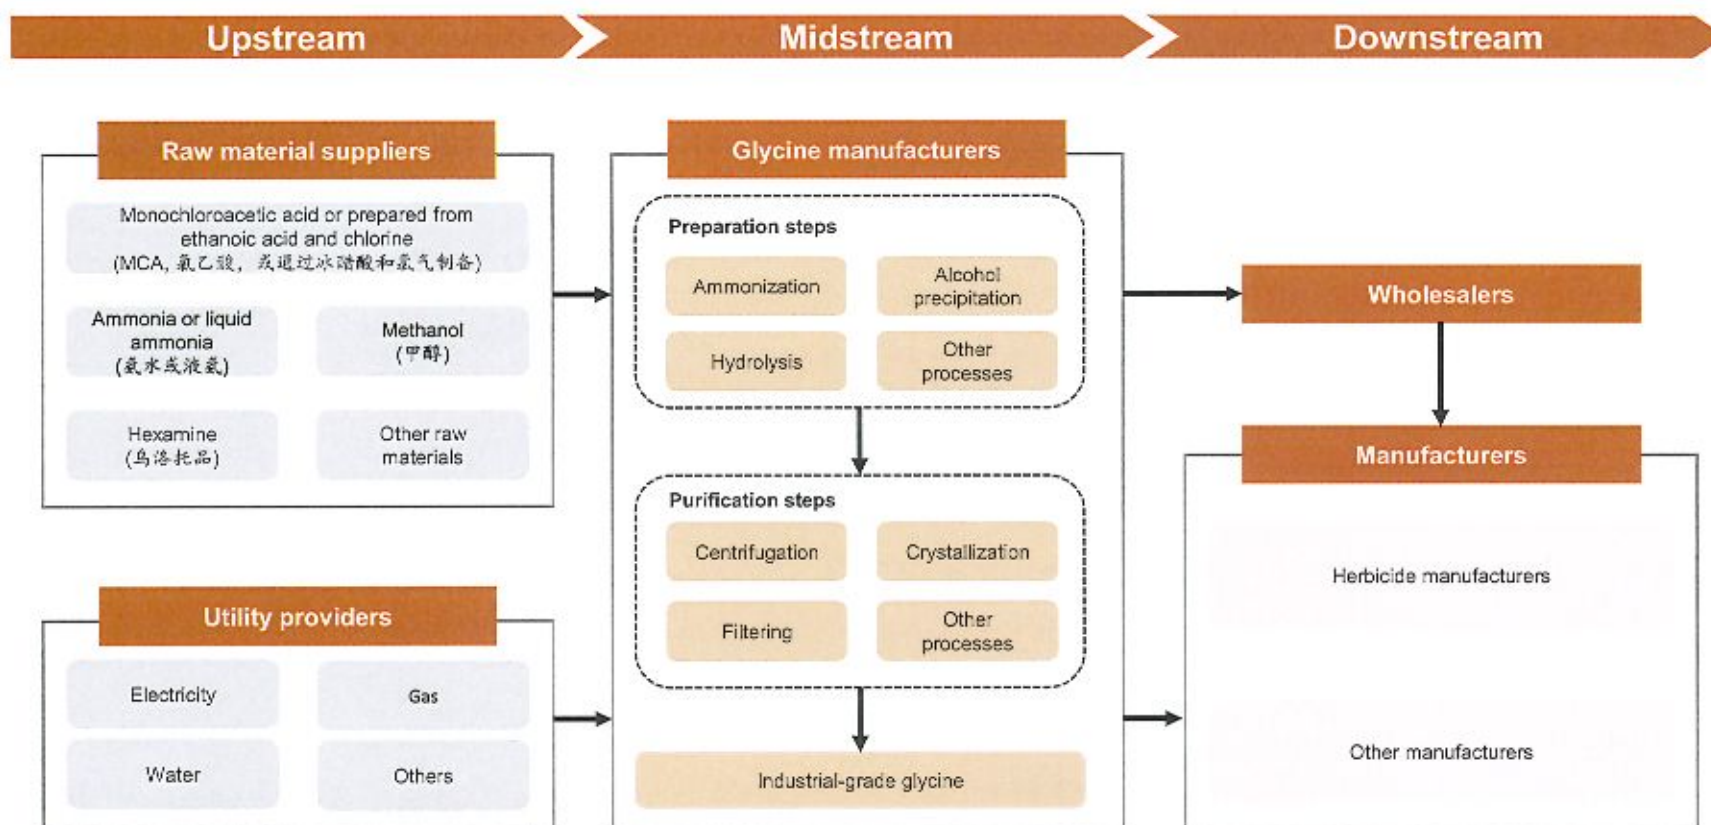 Upstream
Midstream
Downstream
Raw material suppliers
Monochloroacetic acid or prepared from
ethanoic acid and chlorine
(MCA, 氯乙酸，或通过冰醋酸和氯气制备)
Ammonia or liquid
ammonia
(氨水或液氨)
Methanol
(甲醇)
Hexamine
(乌洛托品)
Other raw
materials
Utility providers
Electricity
Gas
Water
Others
Glycine manufacturers
Preparation steps
Ammonization
Alcohol
precipitation
Hydrolysis
Other
processes
Purification steps
Centrifugation
Crystallization
Filtering
Other
processes
Industrial-grade glycine
Wholesalers
Manufacturers
Herbicide manufacturers
Other manufacturers